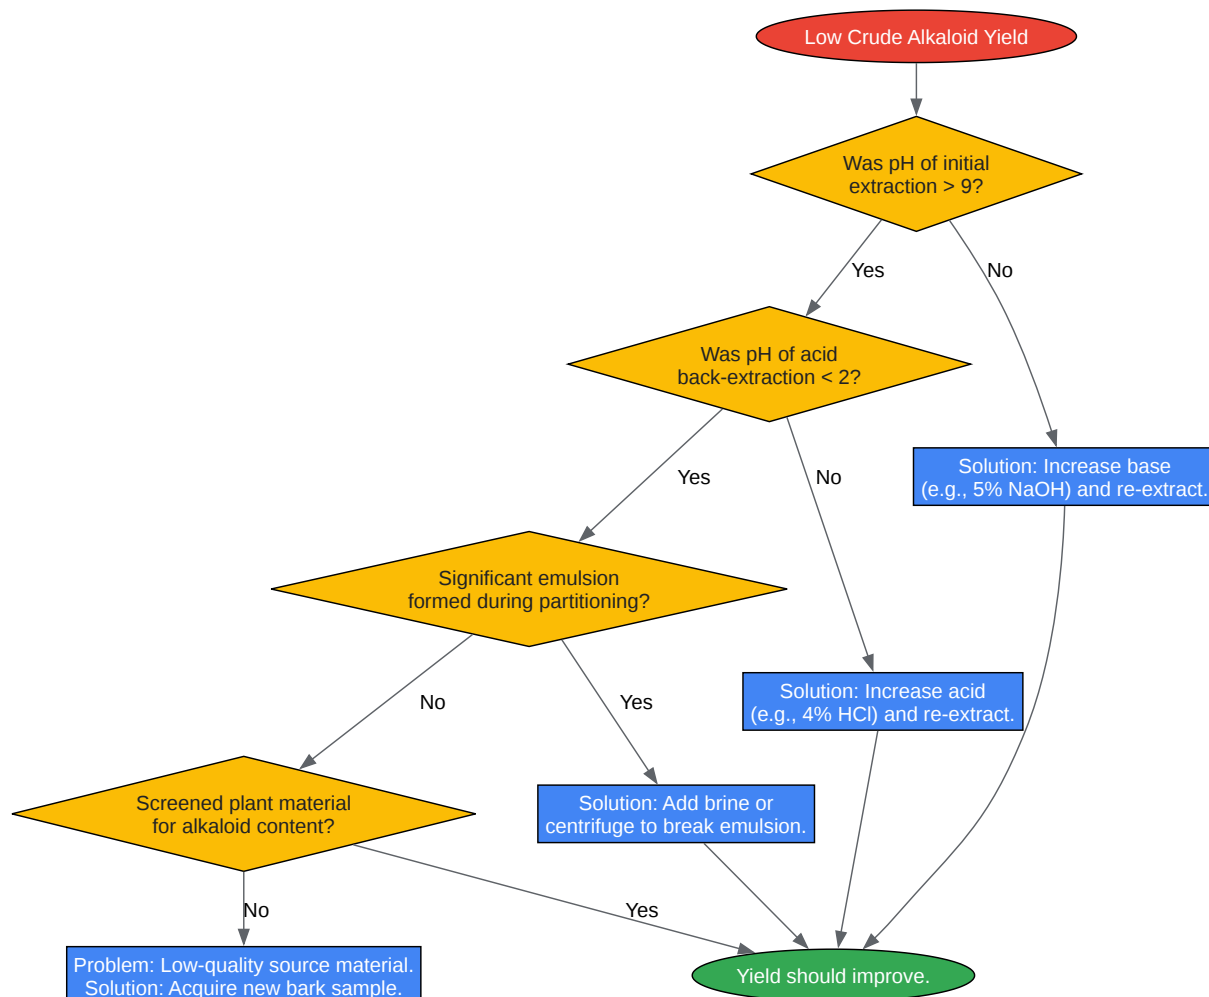 Low Crude Alkaloid Yield
Was pH of initial
extraction > 9?
Yes
No
Was pH of acid
back-extraction < 2?
Solution: Increase base
(e.g., 5% NaOH) and re-extract.
Yes
No
Significant emulsion
formed during partitioning?
Solution: Increase acid
(e.g., 4% HCl) and re-extract.
No
Yes
Screened plant material
for alkaloid content?
Solution: Add brine or
centrifuge to break emulsion.
No
Yes
Problem: Low-quality source material.
Solution: Acquire new bark sample.
Yield should improve.